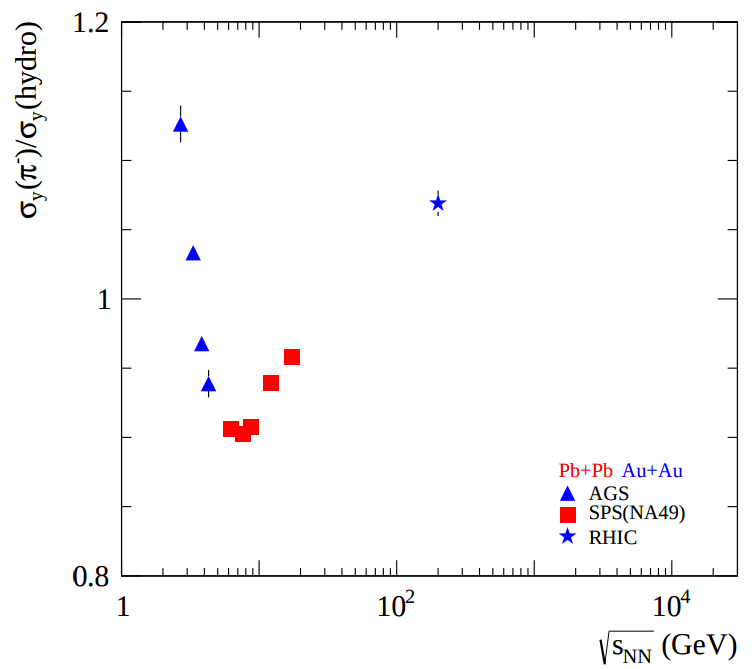 1.2
σy(π-)/σy(hydro)
1
0.8
1
10²
10⁴
√sNN (GeV)
Pb+Pb Au+Au
AGS
SPS(NA49)
RHIC